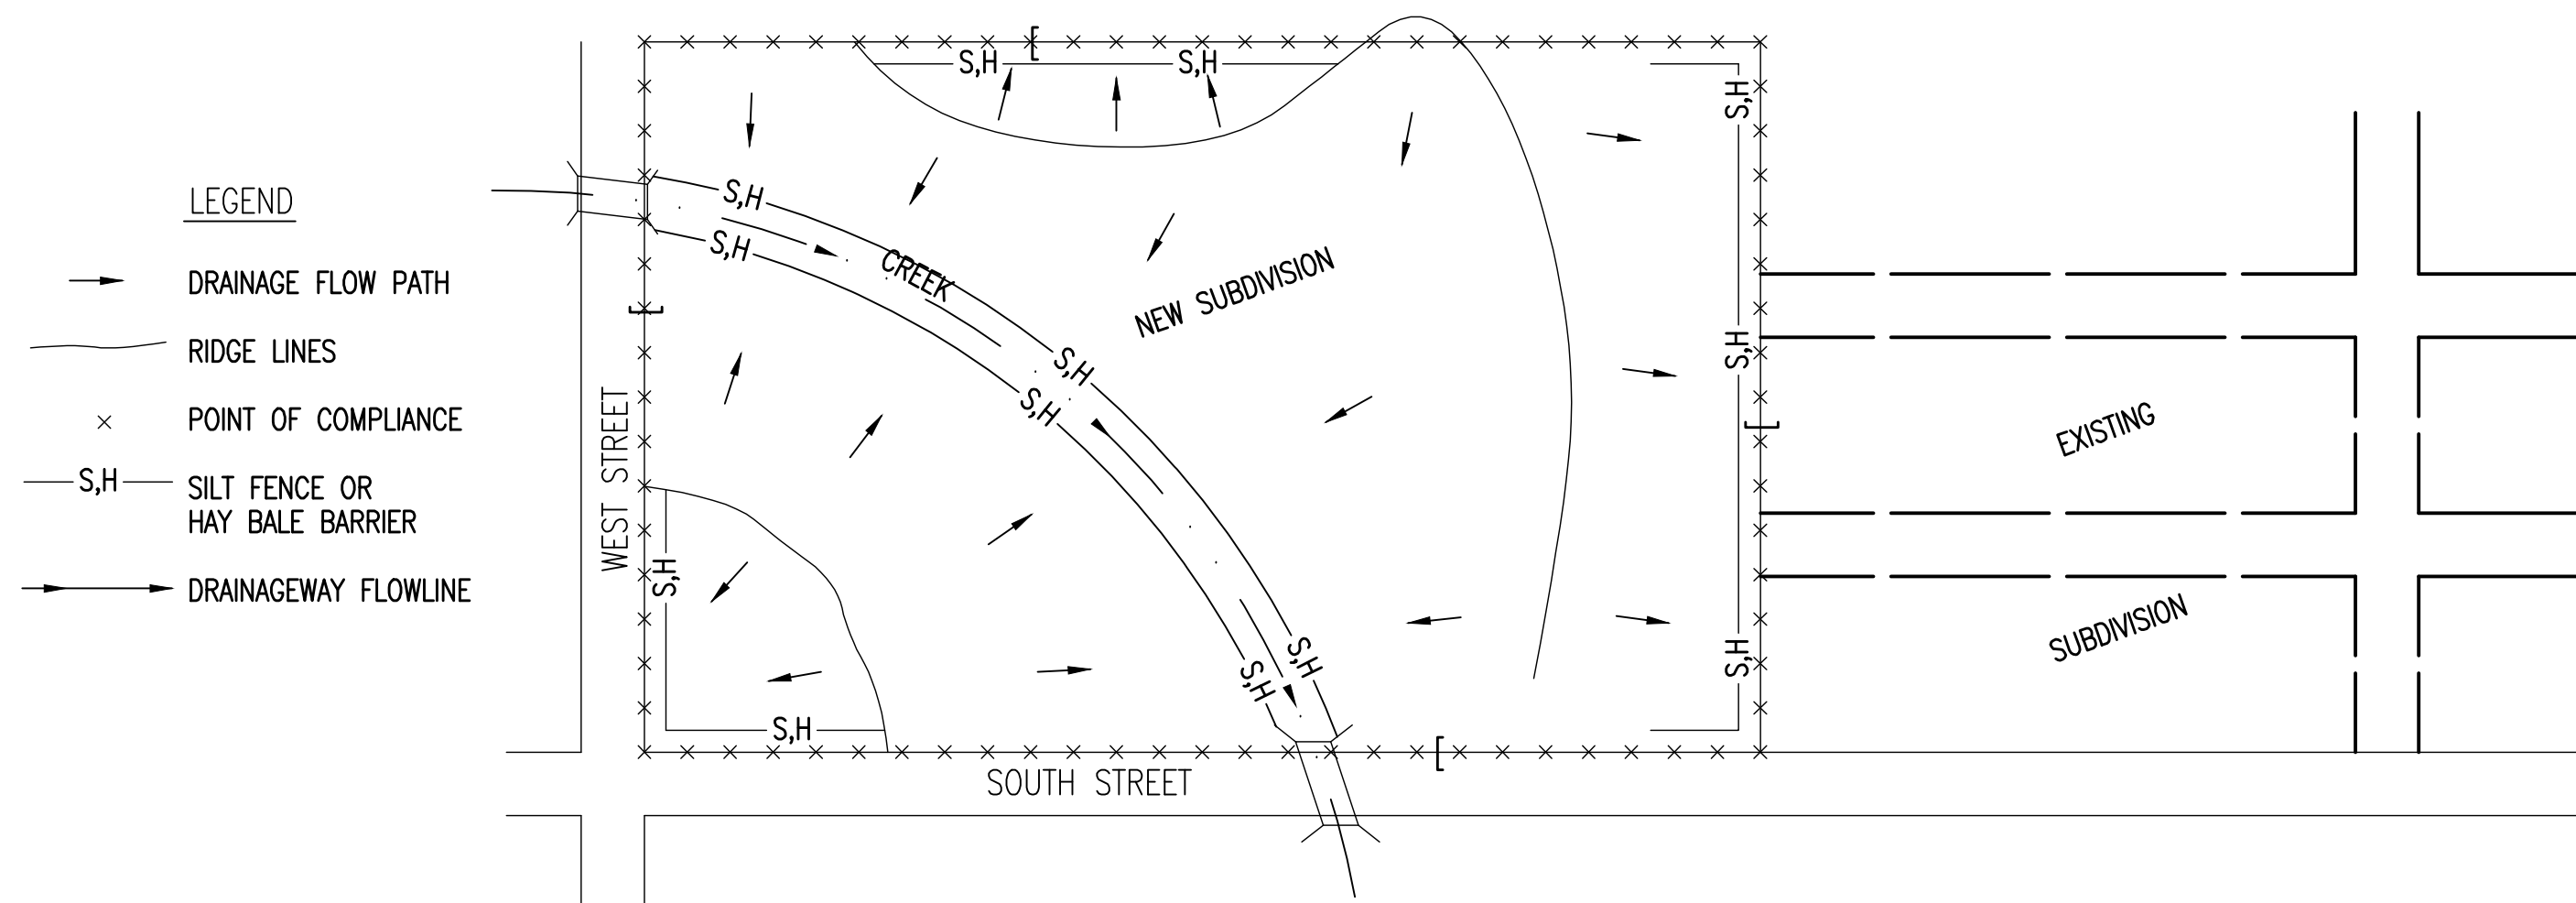 LEGEND
DRAINAGE FLOW PATH
RIDGE LINES
× POINT OF COMPLIANCE
S,H SILT FENCE OR
HAY BALE BARRIER
DRAINAGEWAY FLOWLINE
S,H
S,H
S,H
S,H
S,H
CREEK
NEW SUBDIVISION
S,H
S,H
S,H
WEST STREET
S,H
S,H
S,H
S,H
S,H
SOUTH STREET
EXISTING
SUBDIVISION